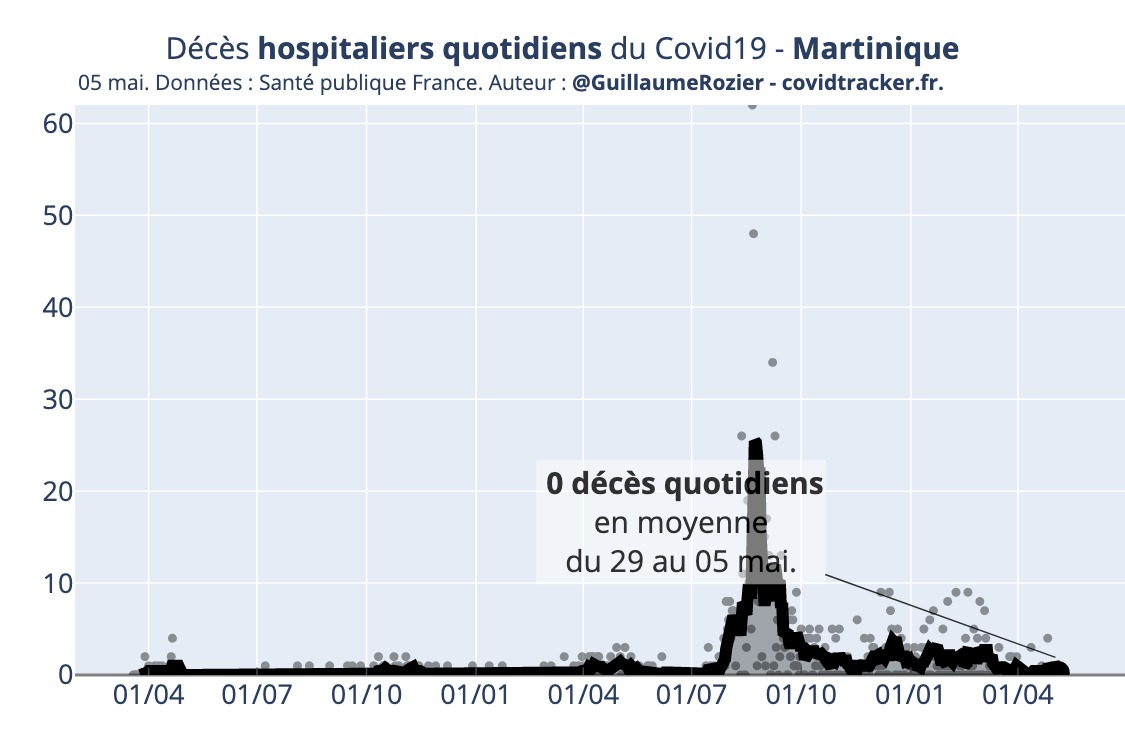 Décès hospitaliers quotidiens du Covid19 - Martinique
05 mai. Données : Santé publique France. Auteur : @GuillaumeRozier - covidtracker.fr.
60
50
40
30
20
10
0
0 décès quotidiens
en moyenne
du 29 au 05 mai.
01/04 01/07 01/10 01/01 01/04 01/07 01/10 01/01 01/04